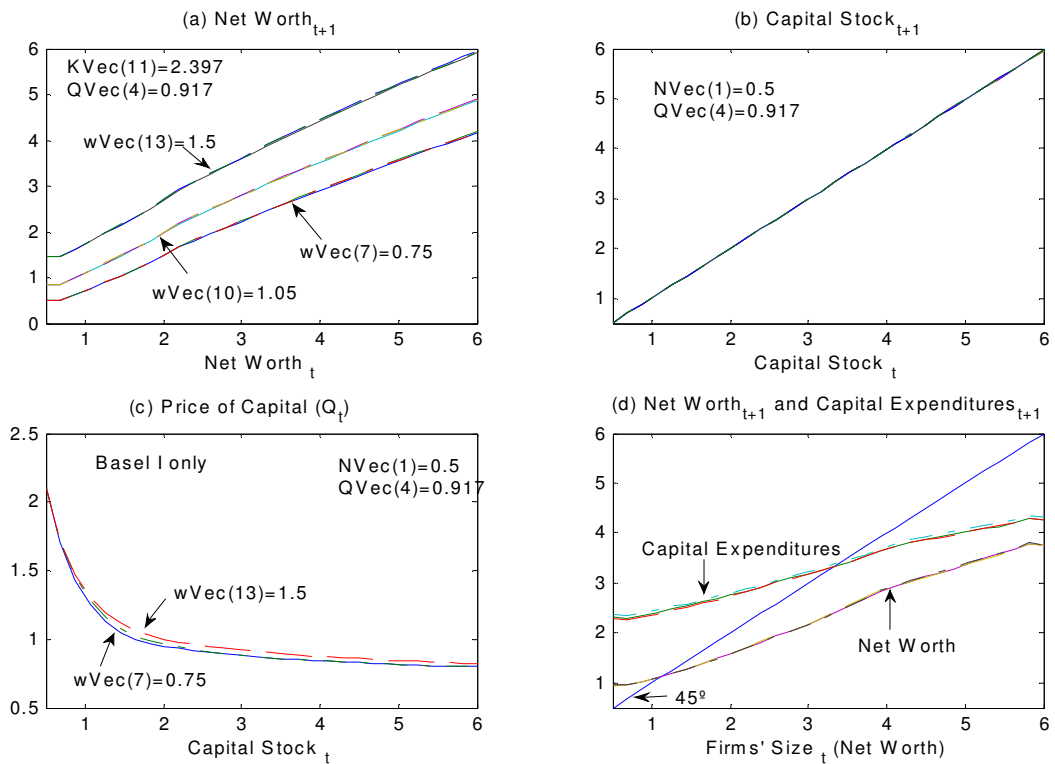 (a) Net Worth t+1
6
5
4
3
2
1
0
KVec(11)=2.397
QVec(4)=0.917
wVec(13)=1.5
wVec(7)=0.75
wVec(10)=1.05
1 2 3 4 5 6
Net Worth t
(b) Capital Stock t+1
6
5
4
3
2
1
NVec(1)=0.5
QVec(4)=0.917
1 2 3 4 5 6
Capital Stock t
(c) Price of Capital (Qt)
2.5
2
1.5
1
0.5
Basel I only
NVec(1)=0.5
QVec(4)=0.917
wVec(13)=1.5
wVec(7)=0.75
1 2 3 4 5 6
Capital Stock t
(d) Net Worth t+1 and Capital Expenditures t+1
6
5
4
3
2
1
Capital Expenditures
Net Worth
45º
1 2 3 4 5 6
Firms' Size t (Net Worth)